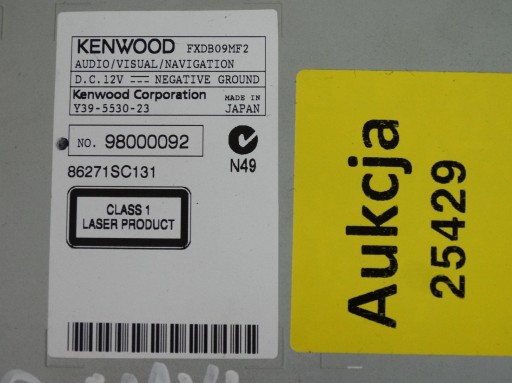 KENWOOD FXDB09MF2
AUDIO/VISUAL/NAVIGATION
D.C.12V NEGATIVE GROUND
Kenwood Corporation MADE IN
Y39-5530-23 JAPAN
NO. 98000092
N49
86271SC131
CLASS 1
LASER PRODUCT
Aukcja
25429